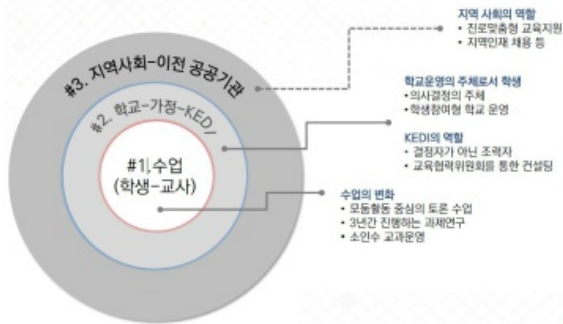 #3. 지역사회-이전 공공기관
#2. 학교-가정-KEDI
#1.수업
(학생-교사)
지역 사회의 역할
• 진로맞춤형 교육지원
• 지역인재 채용 등
학교운영의 주체로서 학생
• 의사결정의 주체
• 학생참여형 학교 운영
KEDI의 역할
• 결정자가 아닌 조력자
• 교육협력위원회를 통한 컨설팅
수업의 변화
• 모둠활동 중심의 토론 수업
• 3년간 진행하는 과제연구
• 소인수 교과운영